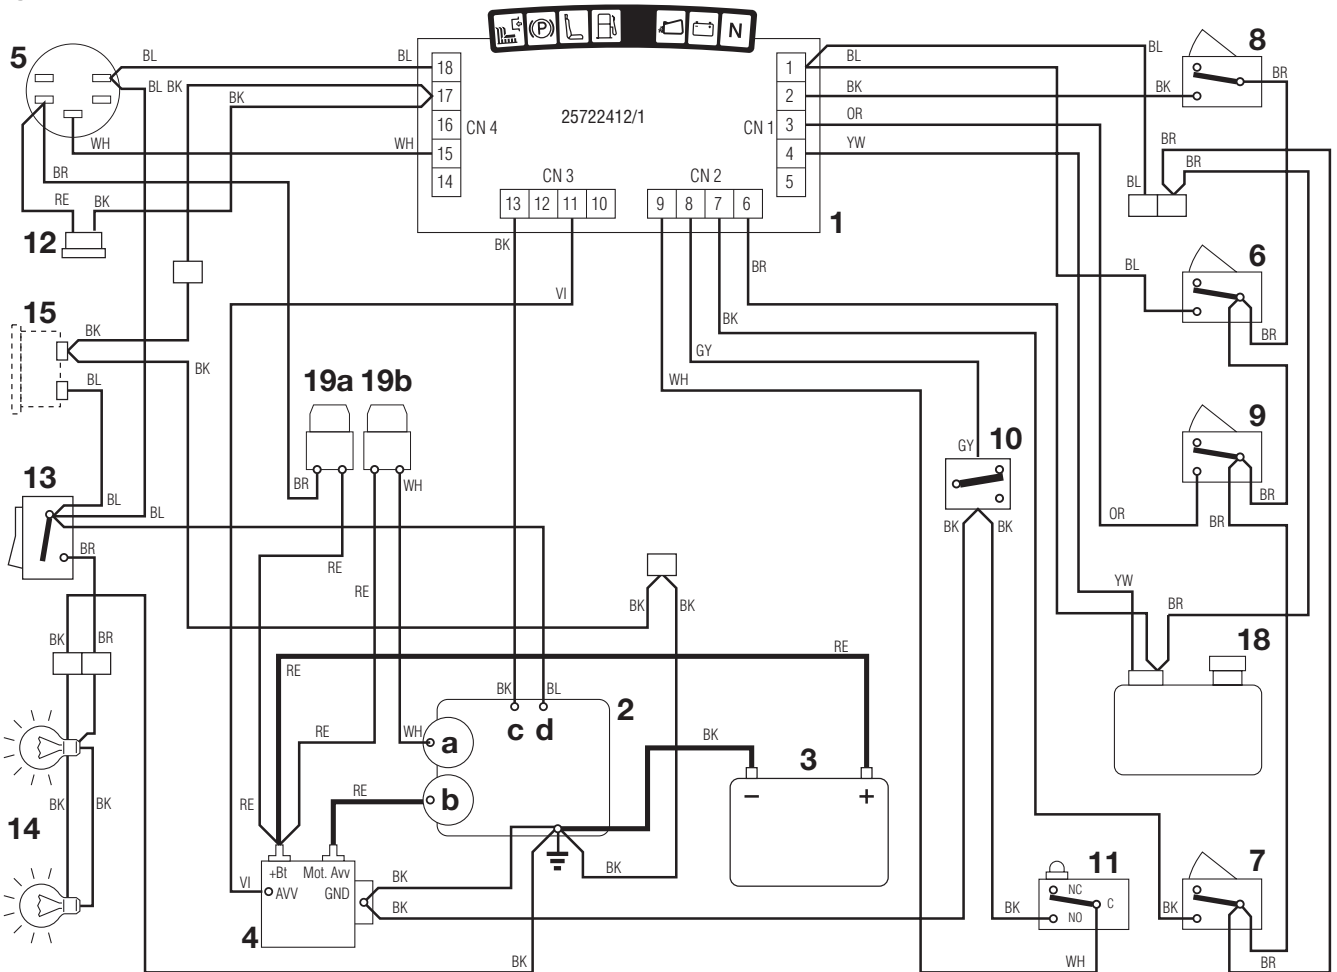 P N
5 BL 18 1 BL BL 8
BL BK 17 2 BK BK BR
BK 16 CN 4 25722412/1 CN 1 3 OR
WH WH 15 4 YW BR
BR 14 CN 3 CN 2 5 BR
RE BK 13 12 11 10 9 8 7 6 1 BL
12 BK BR 6
VI BL
15 BK BK BR
BK GY
BL WH
19a 19b 9
GY 10
13 BR WH BR
BL BL OR BR
BR BK BK
RE YW
BK BR RE BK BK BR
RE RE 18
BK BL 2
RE WH a c d BK 3
BK BK RE RE b − +
14
+Bt Mot. Avv BK 11 7
VI AVV GND BK NC C
4 BK BK NO BK
BK WH BR